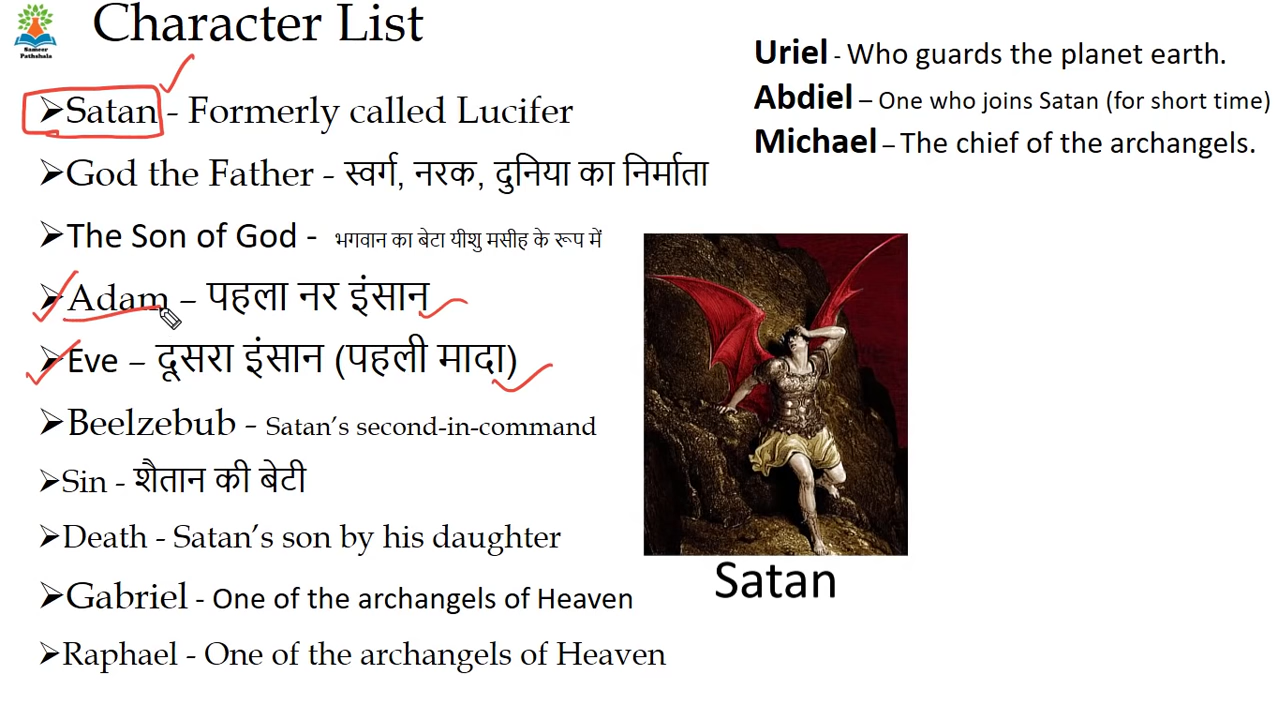 Character List
Sameer
Pathshala
➢Satan - Formerly called Lucifer
➢God the Father - स्वर्ग, नरक, दुनिया का निर्माता
➢The Son of God - भगवान का बेटा यीशु मसीह के रूप में
➢Adam – पहला नर इंसान
➢Eve – दूसरा इंसान (पहली मादा)
➢Beelzebub - Satan’s second-in-command
➢Sin - शैतान की बेटी
➢Death - Satan’s son by his daughter
➢Gabriel - One of the archangels of Heaven
➢Raphael - One of the archangels of Heaven
Uriel - Who guards the planet earth.
Abdiel – One who joins Satan (for short time)
Michael – The chief of the archangels.
Satan